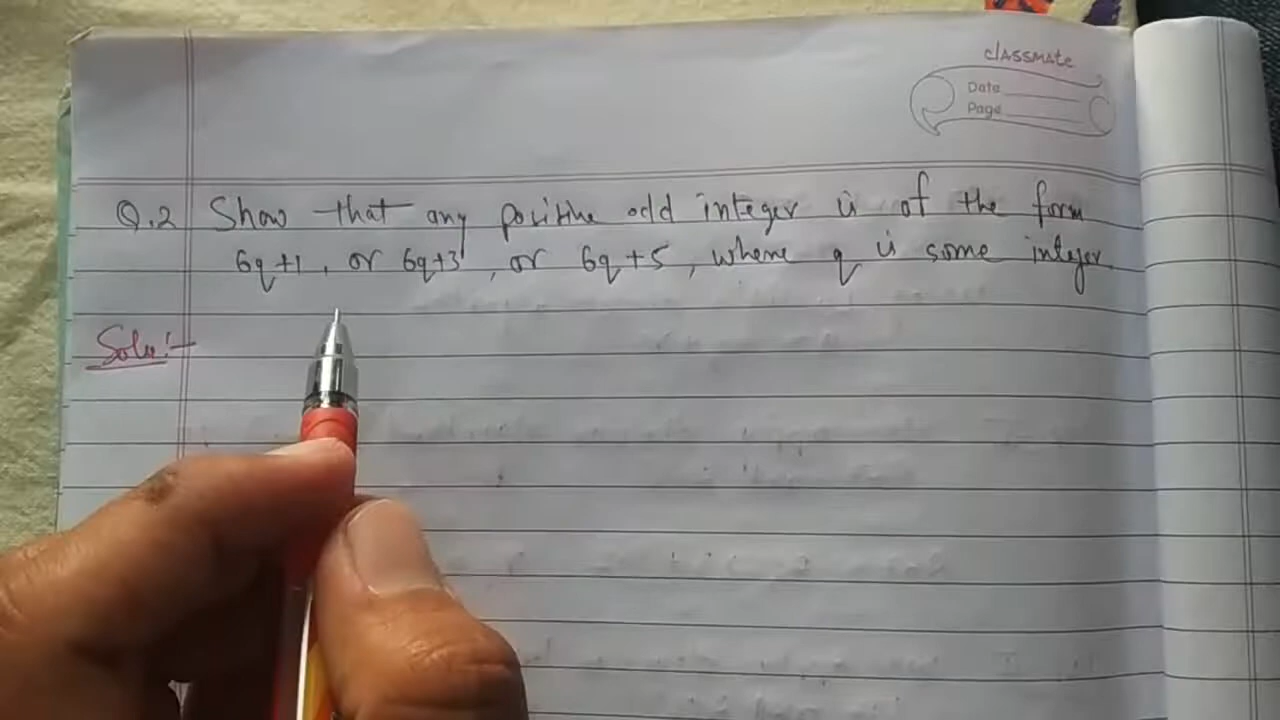 classmate
Date
Page
Q.2 Show that any positive odd integer is of the form
6q+1, or 6q+3, or 6q+5, where q is some integer.
Soln:-